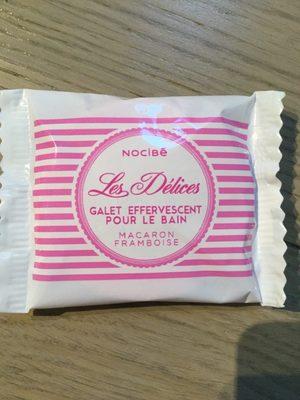 NOCIBÉ
Les Délices
GALET EFFERVESCENT
POUR LE BAIN
MACARON
FRAMBOISE